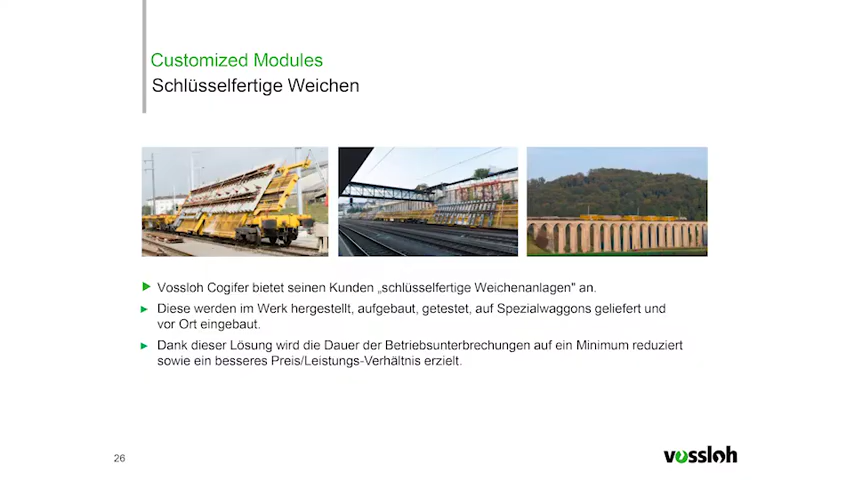 Customized Modules
Schlüsselfertige Weichen
Vossloh Cogifer bietet seinen Kunden „schlüsselfertige Weichenanlagen" an.
Diese werden im Werk hergestellt, aufgebaut, getestet, auf Spezialwaggons geliefert und
vor Ort eingebaut.
Dank dieser Lösung wird die Dauer der Betriebsunterbrechungen auf ein Minimum reduziert
sowie ein besseres Preis/Leistungs-Verhältnis erzielt.
26
vossloh